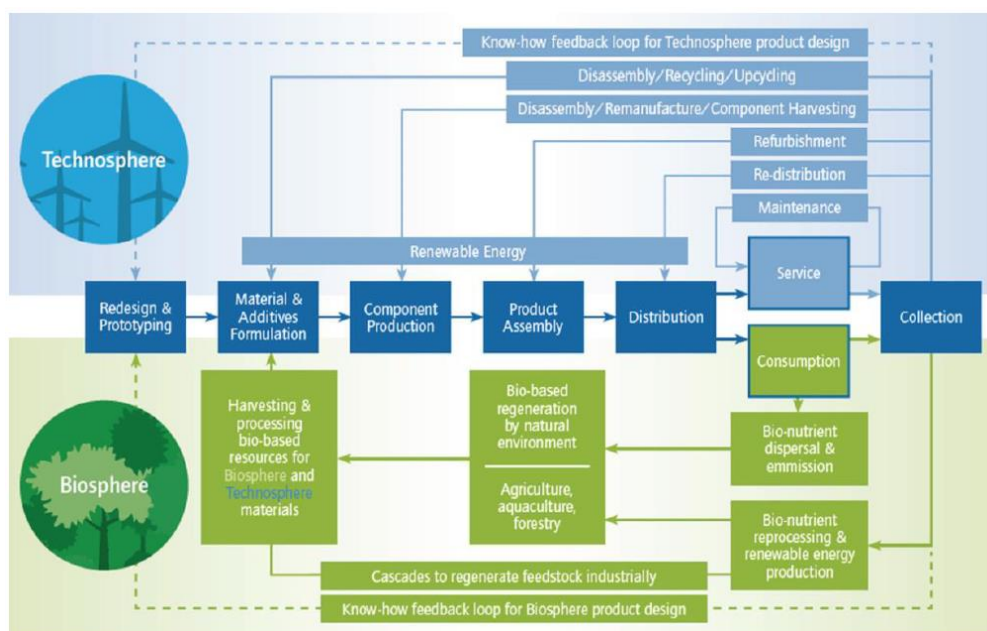 Know-how feedback loop for Technosphere product design
Disassembly/Recycling/Upcycling
Disassembly/Remanufacture/Component Harvesting
Refurbishment
Re-distribution
Maintenance
Technosphere
Renewable Energy
Service
Redesign &
Prototyping
Material &
Additives
Formulation
Component
Production
Product
Assembly
Distribution
Collection
Consumption
Harvesting &
processing
bio-based
resources for
Biosphere and
Technosphere
materials
Bio-based
regeneration
by natural
environment
Agriculture,
aquaculture,
forestry
Bio-nutrient
dispersal &
emmission
Biosphere
Bio-nutrient
reprocessing &
renewable energy
production
Cascades to regenerate feedstock industrially
Know-how feedback loop for Biosphere product design